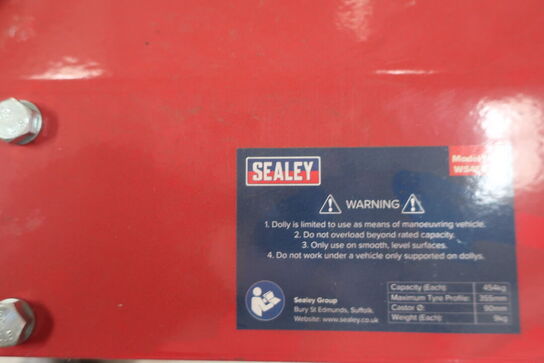 SEALEY
Model
WARNING
1. Dolly is limited to use as means of manoeuvring vehicle.
2. Do not overload beyond rated capacity.
3. Only use on smooth, level surfaces.
4. Do not work under a vehicle only supported on dollys.
Capacity (Each): 454kg
Maximum Tyre Profile: 355mm
Castor Ø: 90mm
Weight (Each): 9kg
Sealey Group
Bury St Edmunds, Suffolk.
Website: www.sealey.co.uk